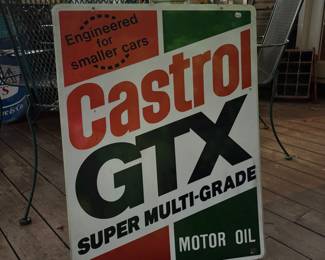 Engineered
for
smaller cars
Castrol
GTX
SUPER MULTI-GRADE
MOTOR OIL